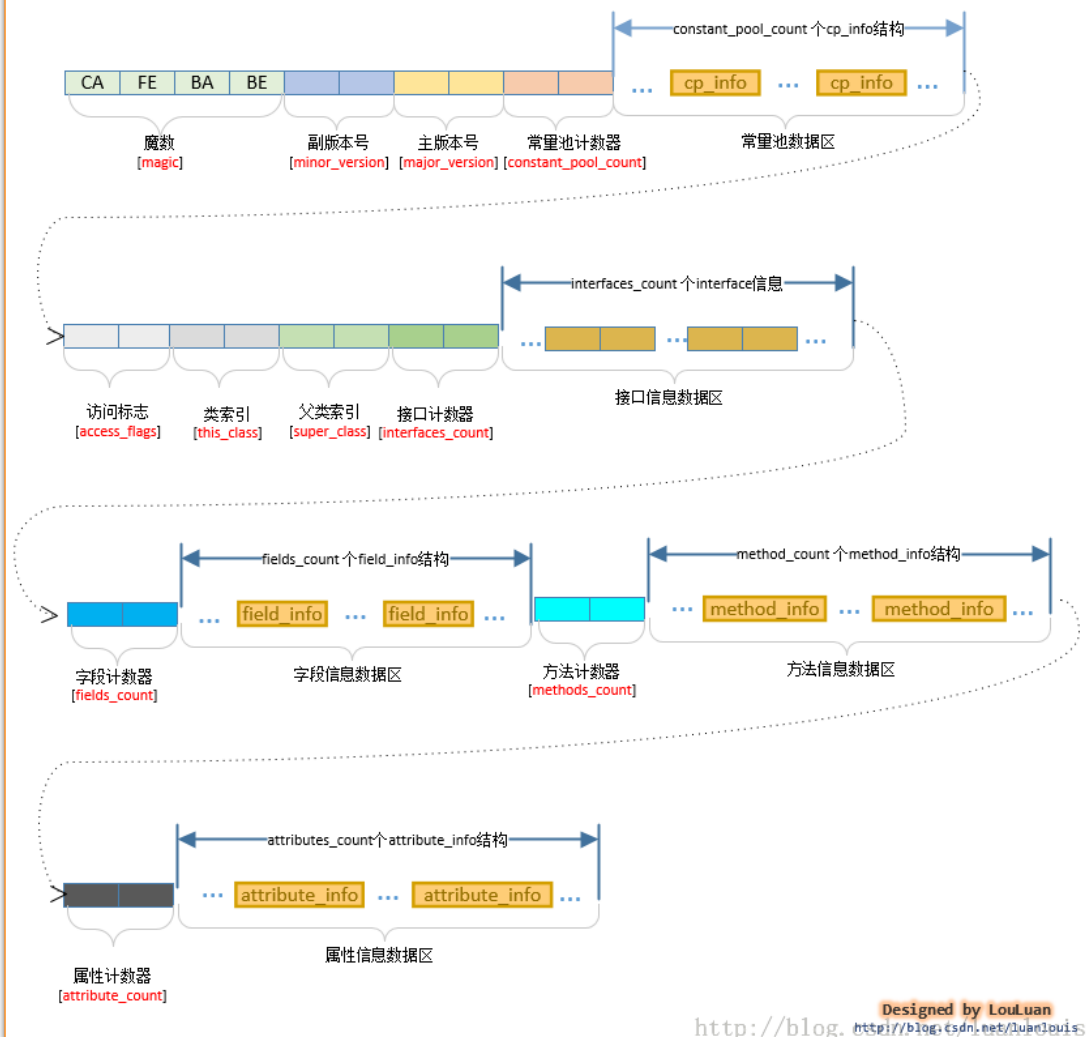 constant_pool_count 个cp_info结构
CA FE BA BE ... cp_info ... cp_info ...
魔数 副版本号 主版本号 常量池计数器 常量池数据区
[magic] [minor_version] [major_version] [constant_pool_count]
interfaces_count 个interface信息
... ... ...
访问标志 类索引 父类索引 接口计数器 接口信息数据区
[access_flags] [this_class] [super_class] [interfaces_count]
fields_count 个field_info结构 method_count 个method_info结构
... field_info ... field_info ... ... method_info ... method_info ...
字段计数器 字段信息数据区 方法计数器 方法信息数据区
[fields_count] [methods_count]
attributes_count个attribute_info结构
... attribute_info ... attribute_info ...
属性计数器 属性信息数据区
[attribute_count]
Designed by LouLuan
http://blog.csdn.net/luanlouis
http://blog.csdn.net/luanlouis